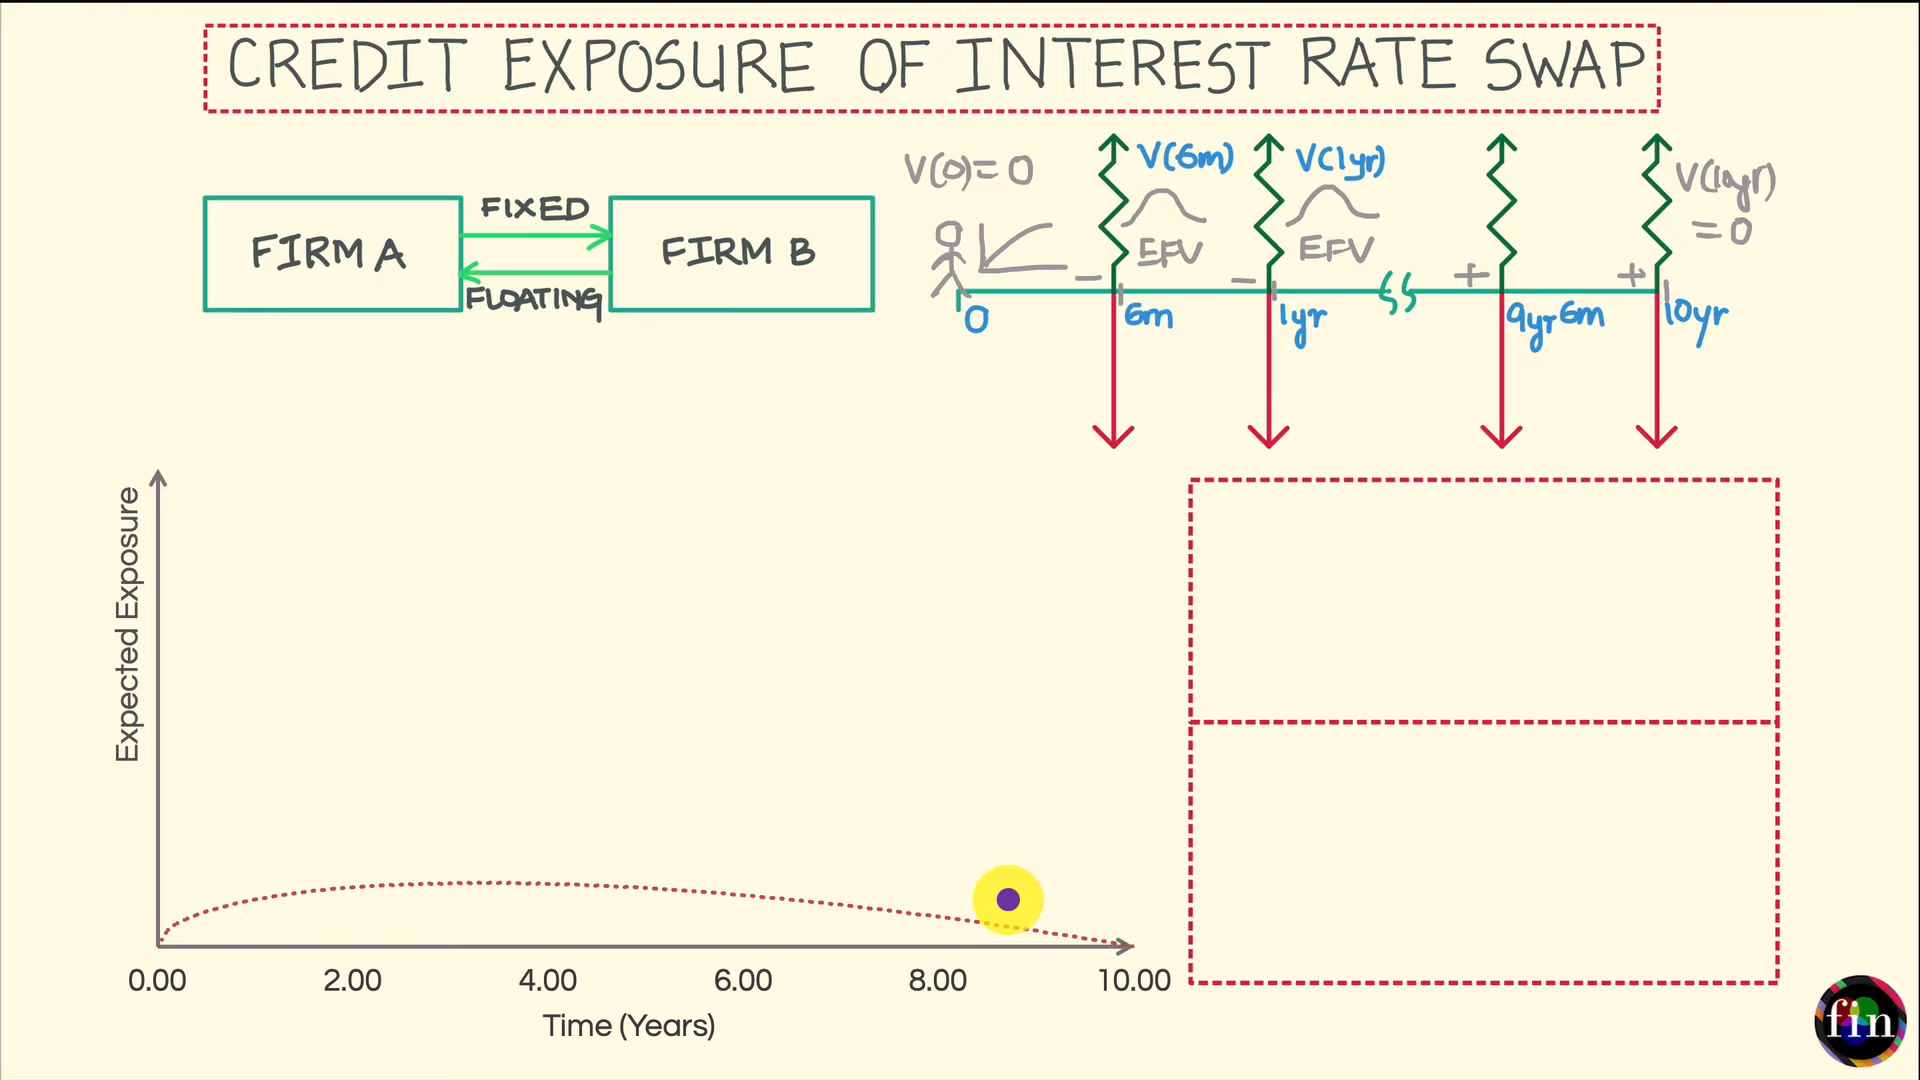 CREDIT EXPOSURE OF INTEREST RATE SWAP
FIRM A
FIXED
FLOATING
FIRM B
V(0)=0
V(6m)
EFV
V(1yr)
EFV
V(10yr)
=0
- - + +
0 6m 1yr 9yr6m 10yr
Expected Exposure
0.00 2.00 4.00 6.00 8.00 10.00
Time (Years)
fin